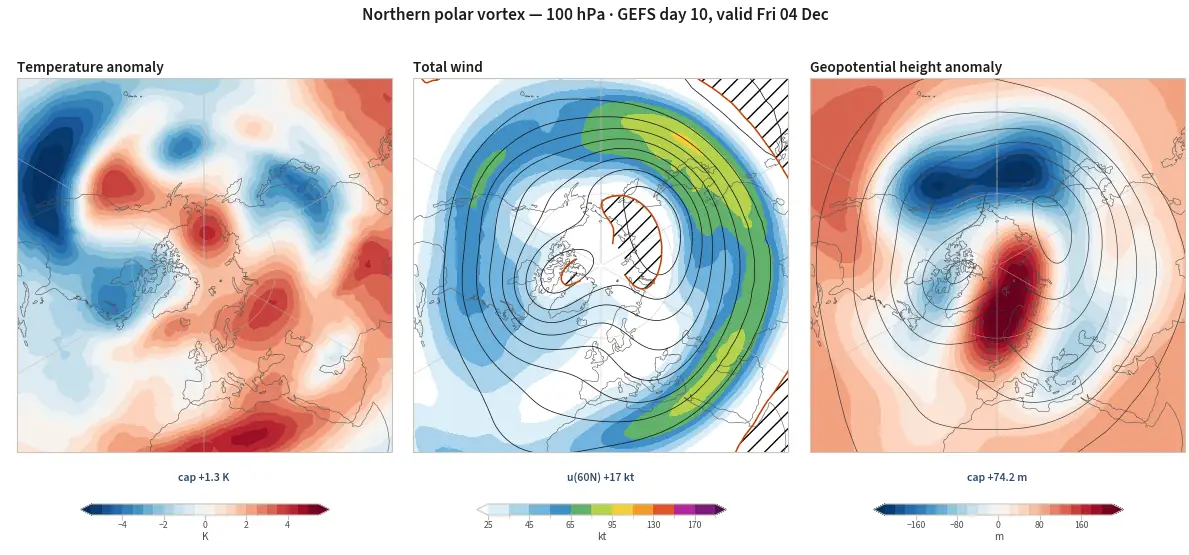 Northern polar vortex — 100 hPa · GEFS day 10, valid Fri 04 Dec
Temperature anomaly
Total wind
Geopotential height anomaly
cap +1.3 K
u(60N) +17 kt
cap +74.2 m
−4 −2 0 2 4
K
25 45 65 95 130 170
kt
−160 −80 0 80 160
m